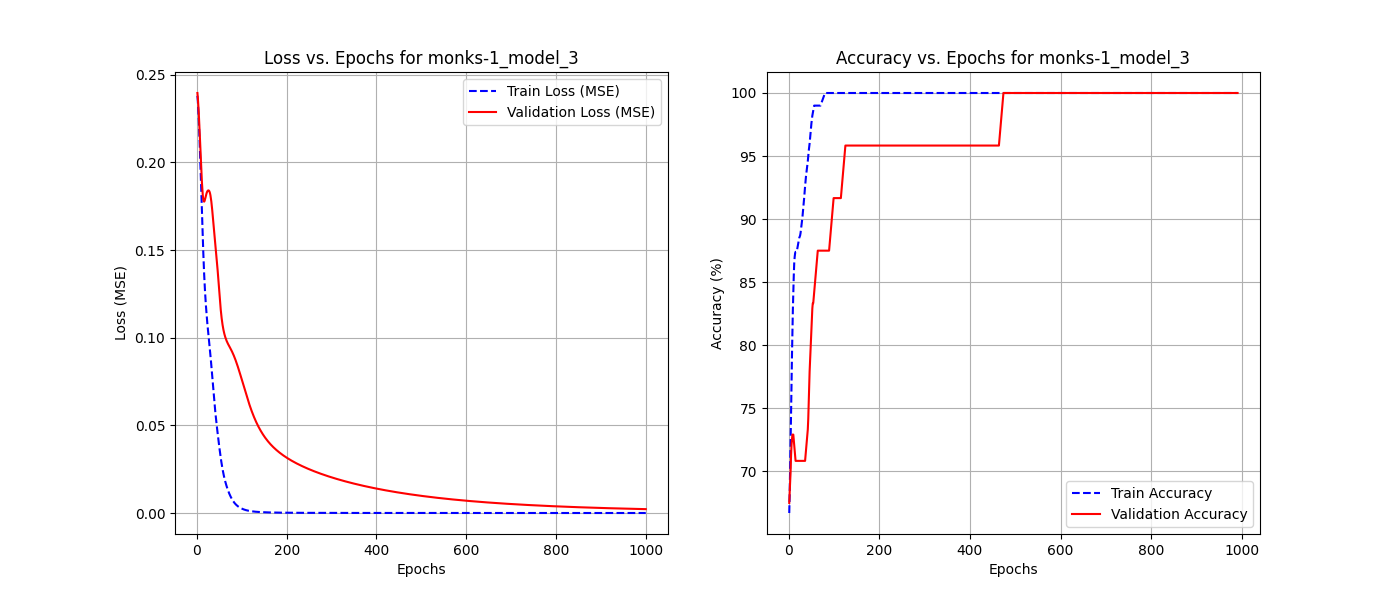 Loss vs. Epochs for monks-1_model_3
0.25
0.20
0.15
0.10
0.05
0.00
Loss (MSE)
0 200 400 600 800 1000
Epochs
Train Loss (MSE)
Validation Loss (MSE)
Accuracy vs. Epochs for monks-1_model_3
100
95
90
85
80
75
70
Accuracy (%)
0 200 400 600 800 1000
Epochs
Train Accuracy
Validation Accuracy